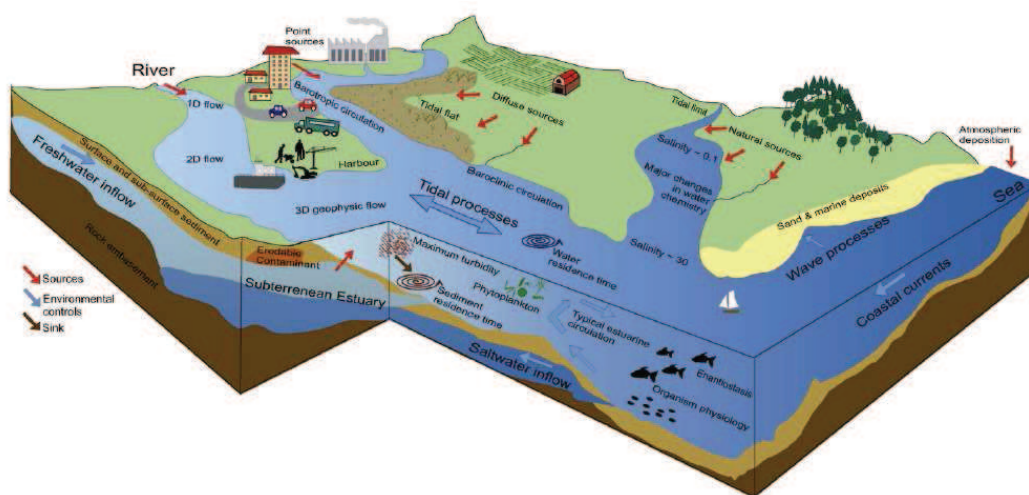 Point
sources
River
1D flow
Barotropic circulation
Tidal flat
Diffuse sources
Tidal limit
Natural sources
Salinity ~ 0.1
Atmospheric
deposition
2D flow
Harbour
Baroclinic circulation
Major changes
in water
chemistry
Sand & marine deposits
Sea
Surface and sub-surface sediment
Freshwater inflow
3D geophysic flow
Tidal processes
Salinity ~ 30
Wave processes
Rock embacement
Erodable
Contaminant
Maximum turbidity
Water
residence time
Coastal currents
Sources
Environmental
controls
Sink
Subterrenean Estuary
Sediment
residence time
Phytoplankton
Typical estuarine
circulation
Saltwater inflow
Enantiostasis
Organism physiology